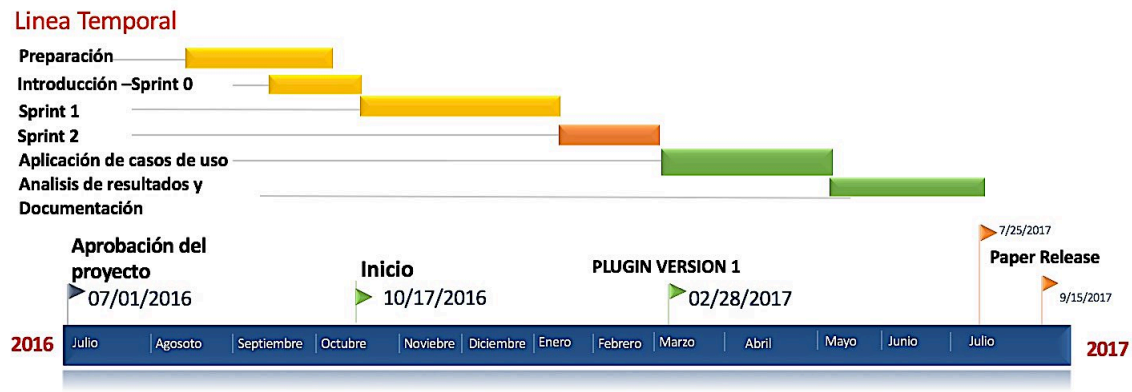 Linea Temporal
Preparación
Introducción –Sprint 0
Sprint 1
Sprint 2
Aplicación de casos de uso
Analisis de resultados y
Documentación
Aprobación del
proyecto
07/01/2016
Inicio
10/17/2016
PLUGIN VERSION 1
02/28/2017
7/25/2017
Paper Release
9/15/2017
2016 Julio Agosoto Septiembre Octubre Noviebre Diciembre Enero Febrero Marzo Abril Mayo Junio Julio 2017